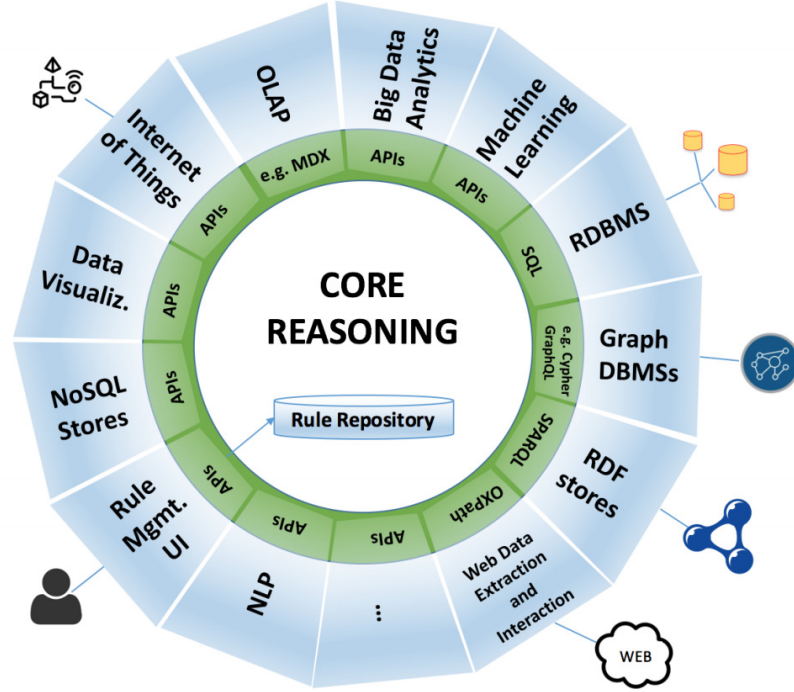 CORE
REASONING
Rule Repository
OLAP
e.g. MDX
Big Data
Analytics
APIs
Machine
Learning
APIs
RDBMS
SQL
Graph
DBMSs
e.g. Cypher
GraphQL
RDF
stores
SPARQL
Web Data
Extraction
and
Interaction
OXPath
WEB
...
APIs
NLP
APIs
Rule
Mgmt.
UI
APIs
NoSQL
Stores
APIs
Data
Visualiz.
APIs
Internet
of Things
APIs